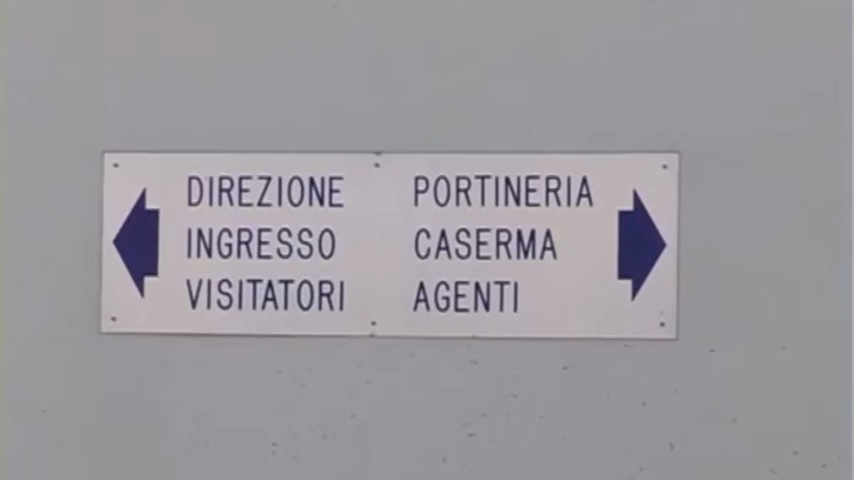 DIREZIONE
INGRESSO
VISITATORI
PORTINERIA
CASERMA
AGENTI